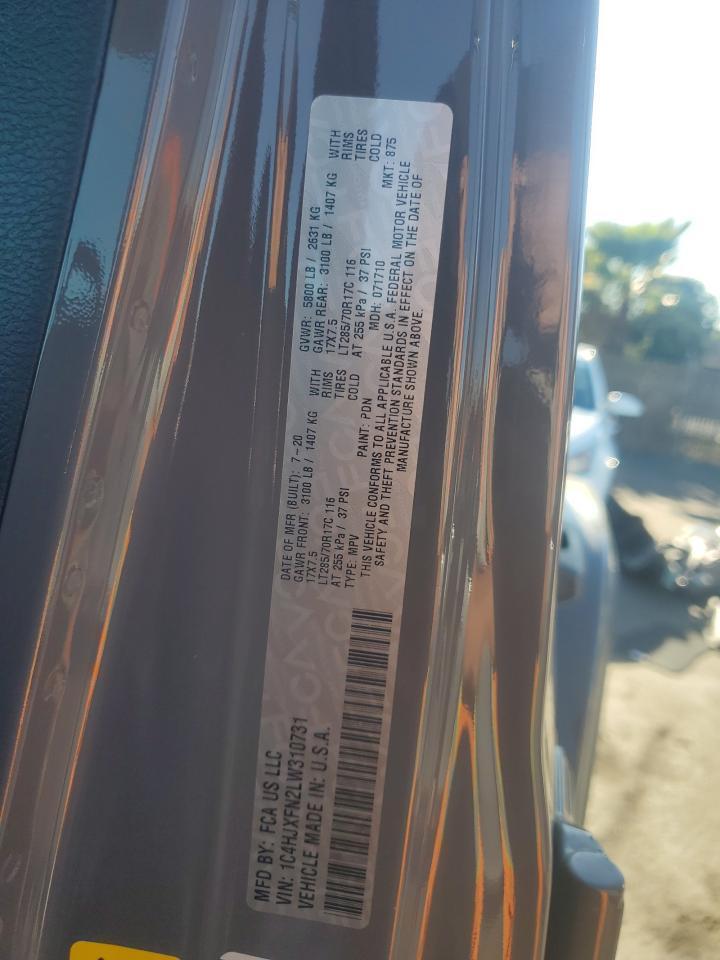 MFD BY: FCA US LLC
DATE OF MFR (BUILT): 7-20
GVWR: 5800 LB / 2631 KG
GAWR FRONT: 3100 LB / 1407 KG WITH
GAWR REAR: 3100 LB / 1407 KG WITH
17X7.5 RIMS
17X7.5 RIMS
LT285/70R17C 116 TIRES
LT285/70R17C 116 TIRES
AT 255 kPa / 37 PSI COLD
AT 255 kPa / 37 PSI COLD
VIN: 1C4HJXFN2LW310731
TYPE: MPV
PAINT: PDN
MDH: 071710
MKT: 875
VEHICLE MADE IN: U.S.A.
THIS VEHICLE CONFORMS TO ALL APPLICABLE U.S.A. FEDERAL MOTOR VEHICLE
SAFETY AND THEFT PREVENTION STANDARDS IN EFFECT ON THE DATE OF
MANUFACTURE SHOWN ABOVE.